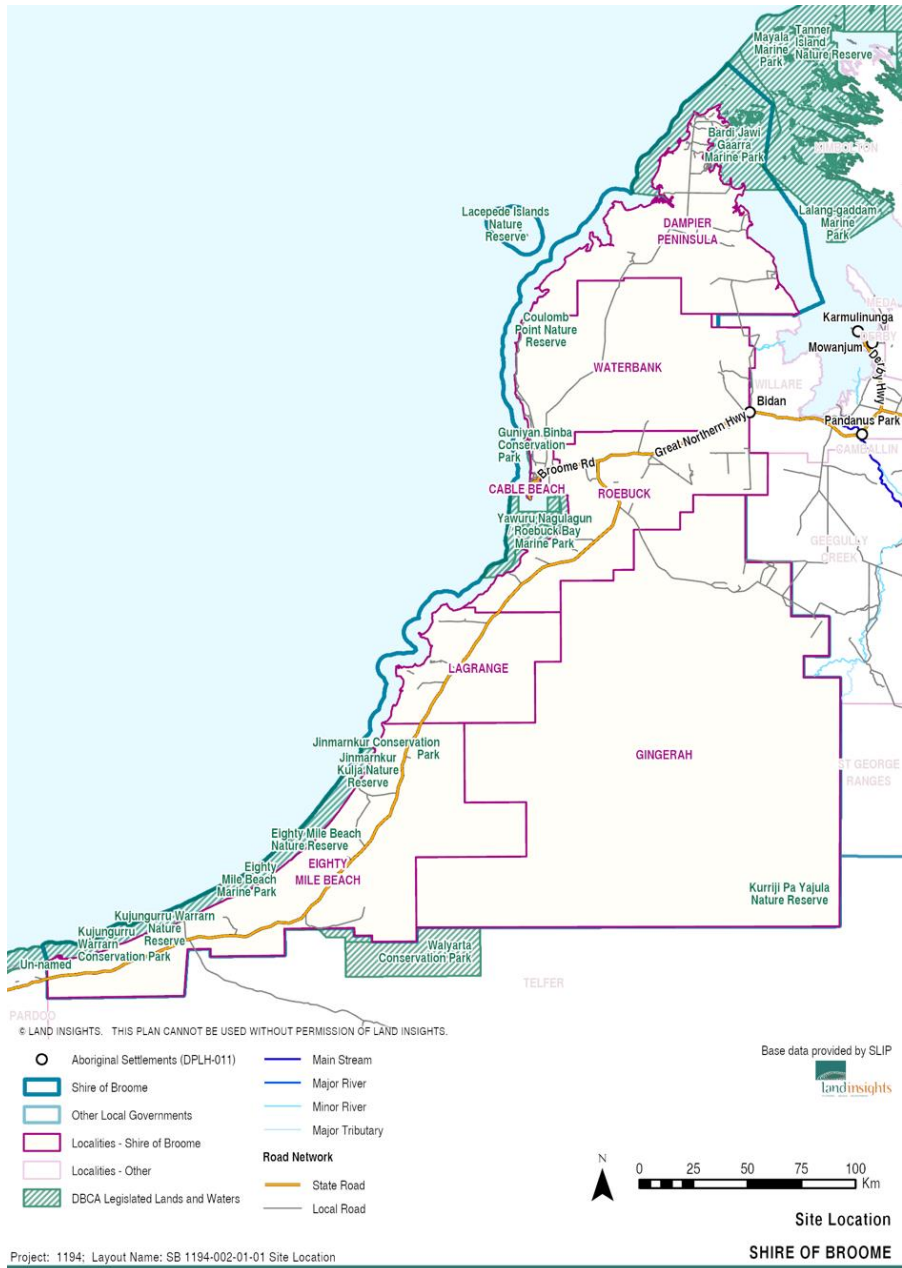 Mayala
Marine
Park
Tanner
Island
Nature Reserve
Bardi Jawi
Gaarra
Marine Park
KIMBOLTON
Lalang-gaddam
Marine
Park
Lacepede Islands
Nature
Reserve
DAMPIER
PENINSULA
MEDA
Karmulinunga
DERBY
Mowanjum
Derby Hwy
Coulomb
Point Nature
Reserve
WATERBANK
WILLARE
Bidan
Pandanus Park
CAMBALLIN
Guniyan Binba
Conservation
Park
Great Northern Hwy
Broome Rd
CABLE BEACH
ROEBUCK
Yawuru Nagulagun
Roebuck Bay
Marine Park
GEEGULLY
CREEK
LAGRANGE
Jinmarnkur Conservation
Park
Jinmarnkur
Kulja Nature
Reserve
GINGERAH
ST GEORGE
RANGES
Eighty Mile Beach
Nature Reserve
Eighty
Mile Beach
Marine Park
EIGHTY
MILE BEACH
Kurriji Pa Yajula
Nature Reserve
Kujungurru Warrarn
Nature
Reserve
Kujungurru
Warrarn
Conservation Park
Un-named
Walyarta
Conservation Park
TELFER
PARDOO
© LAND INSIGHTS. THIS PLAN CANNOT BE USED WITHOUT PERMISSION OF LAND INSIGHTS.
Aboriginal Settlements (DPLH-011)
Shire of Broome
Other Local Governments
Localities - Shire of Broome
Localities - Other
DBCA Legislated Lands and Waters
Main Stream
Major River
Minor River
Major Tributary
Road Network
State Road
Local Road
Base data provided by SLIP
landinsights
N
0 25 50 75 100
Km
Site Location
SHIRE OF BROOME
Project: 1194; Layout Name: SB 1194-002-01-01 Site Location